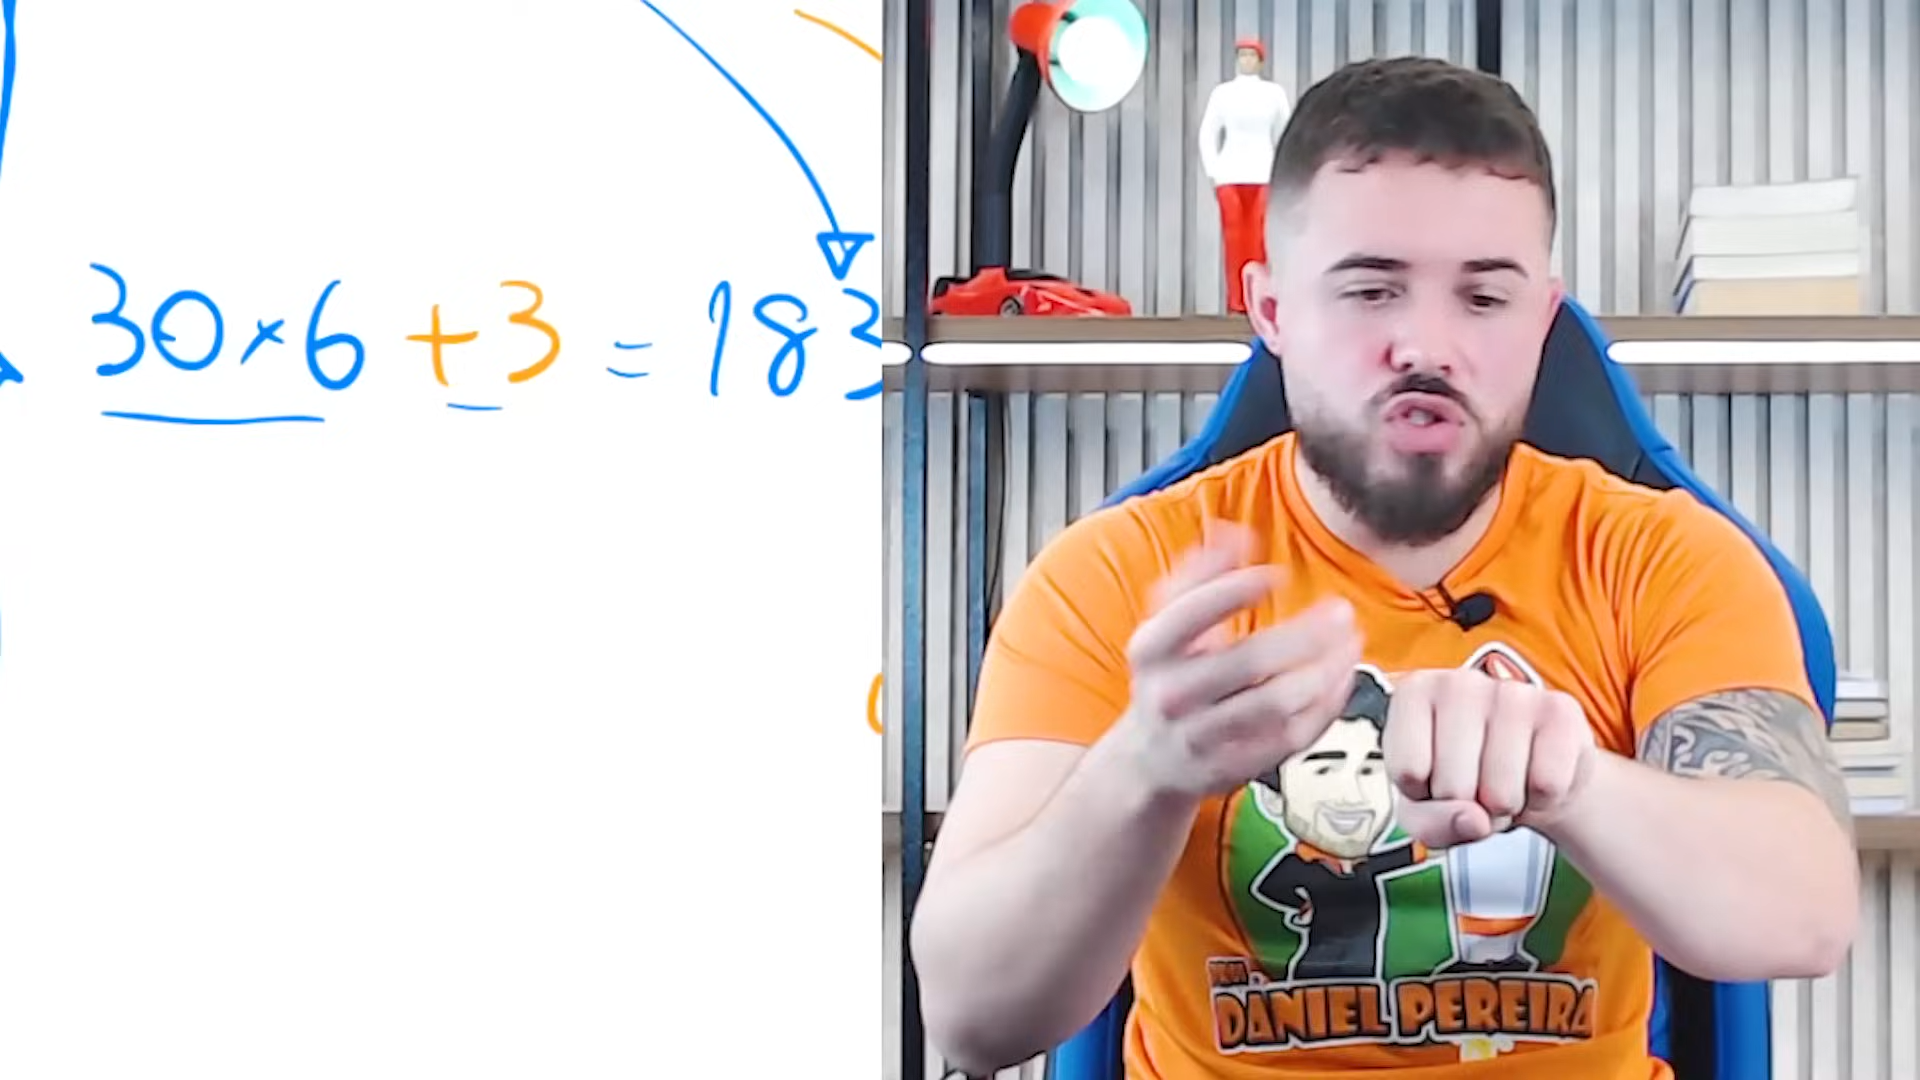 30×6 +3 = 183
DANIEL PEREIRA